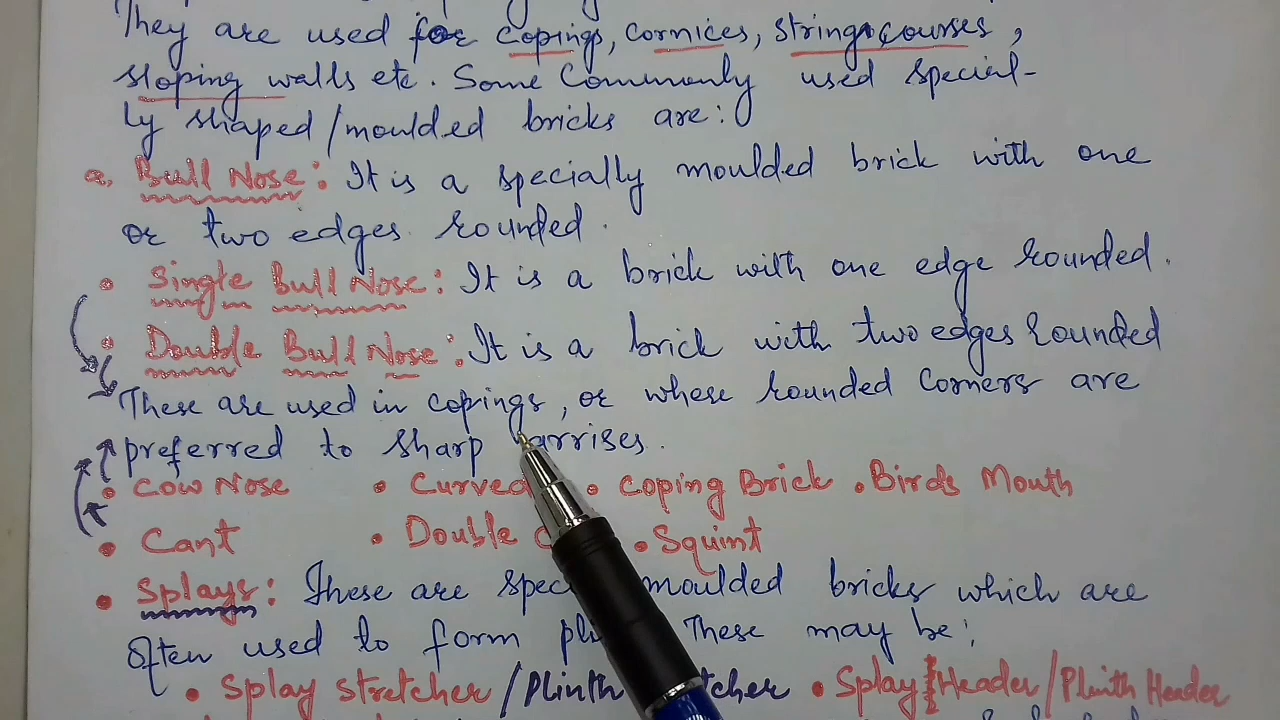 They are used for copings, cornices, string courses,
sloping walls etc. Some Commonly used special-
ly shaped/moulded bricks are:
a. Bull Nose: It is a specially moulded brick with one
or two edges rounded.
• Single Bull Nose: It is a brick with one edge rounded.
• Double Bull Nose: It is a brick with two edges rounded
These are used in copings, or where rounded corners are
preferred to sharp arrises.
• Cow Nose • Curved • Coping Brick • Birds Mouth
• Cant • Double • Squint
• Splays: These are moulded bricks which are
often used to form These may be:
• Splay stretcher/Plinth • Splay Header/Plinth Header